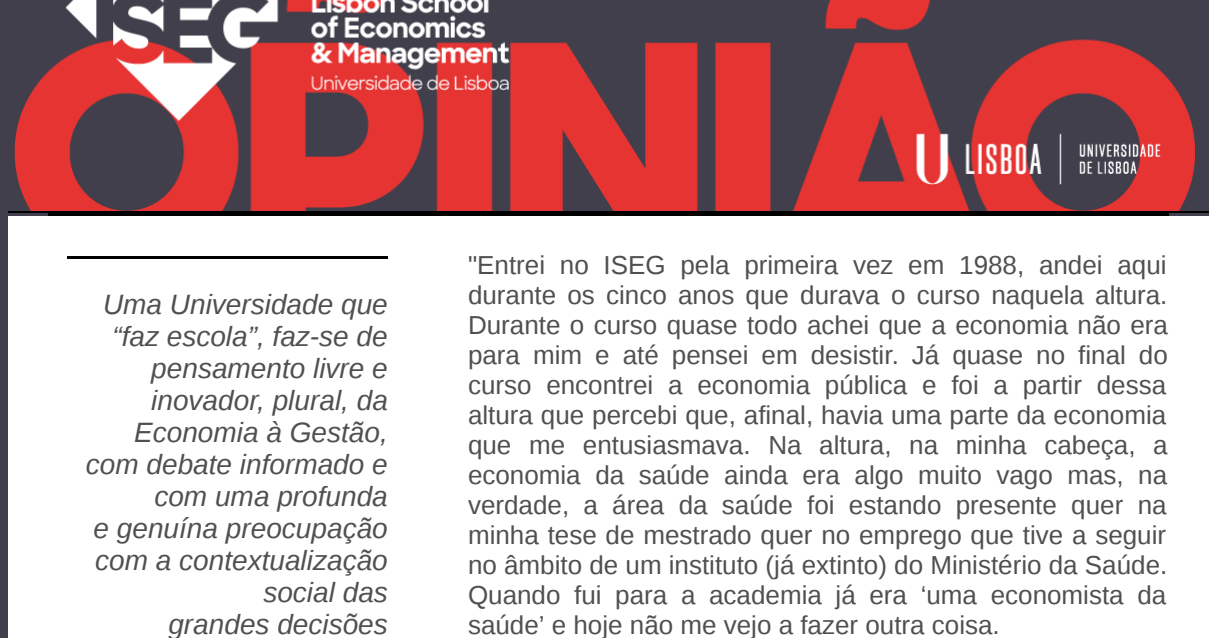 ISEG
Lisbon School
of Economics
& Management
Universidade de Lisboa
OPINIÃO
U LISBOA
UNIVERSIDADE
DE LISBOA
Uma Universidade que
“faz escola”, faz-se de
pensamento livre e
inovador, plural, da
Economia à Gestão,
com debate informado e
com uma profunda
e genuína preocupação
com a contextualização
social das
grandes decisões
"Entrei no ISEG pela primeira vez em 1988, andei aqui
durante os cinco anos que durava o curso naquela altura.
Durante o curso quase todo achei que a economia não era
para mim e até pensei em desistir. Já quase no final do
curso encontrei a economia pública e foi a partir dessa
altura que percebi que, afinal, havia uma parte da economia
que me entusiasmava. Na altura, na minha cabeça, a
economia da saúde ainda era algo muito vago mas, na
verdade, a área da saúde foi estando presente quer na
minha tese de mestrado quer no emprego que tive a seguir
no âmbito de um instituto (já extinto) do Ministério da Saúde.
Quando fui para a academia já era ‘uma economista da
saúde’ e hoje não me vejo a fazer outra coisa.